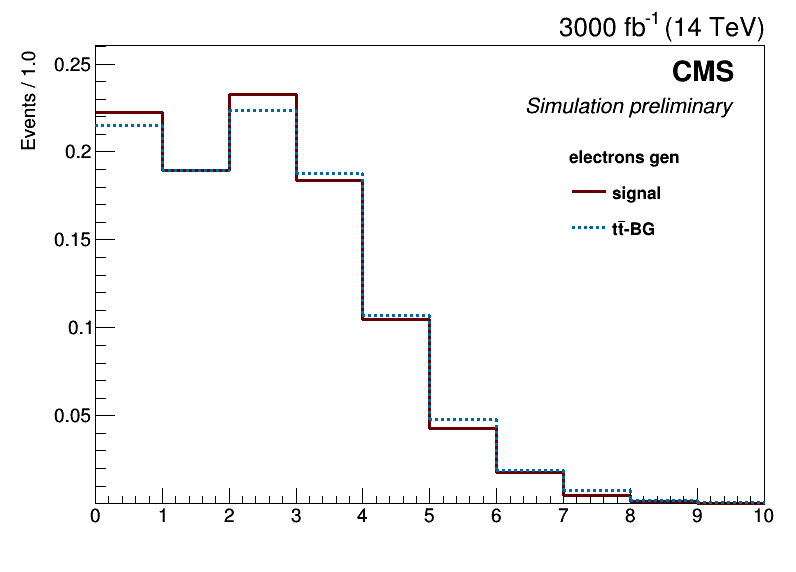 3000 fb⁻¹ (14 TeV)
CMS
Simulation preliminary
Events / 1.0
electrons gen
signal
tt̄-BG
0.25
0.2
0.15
0.1
0.05
0 1 2 3 4 5 6 7 8 9 10